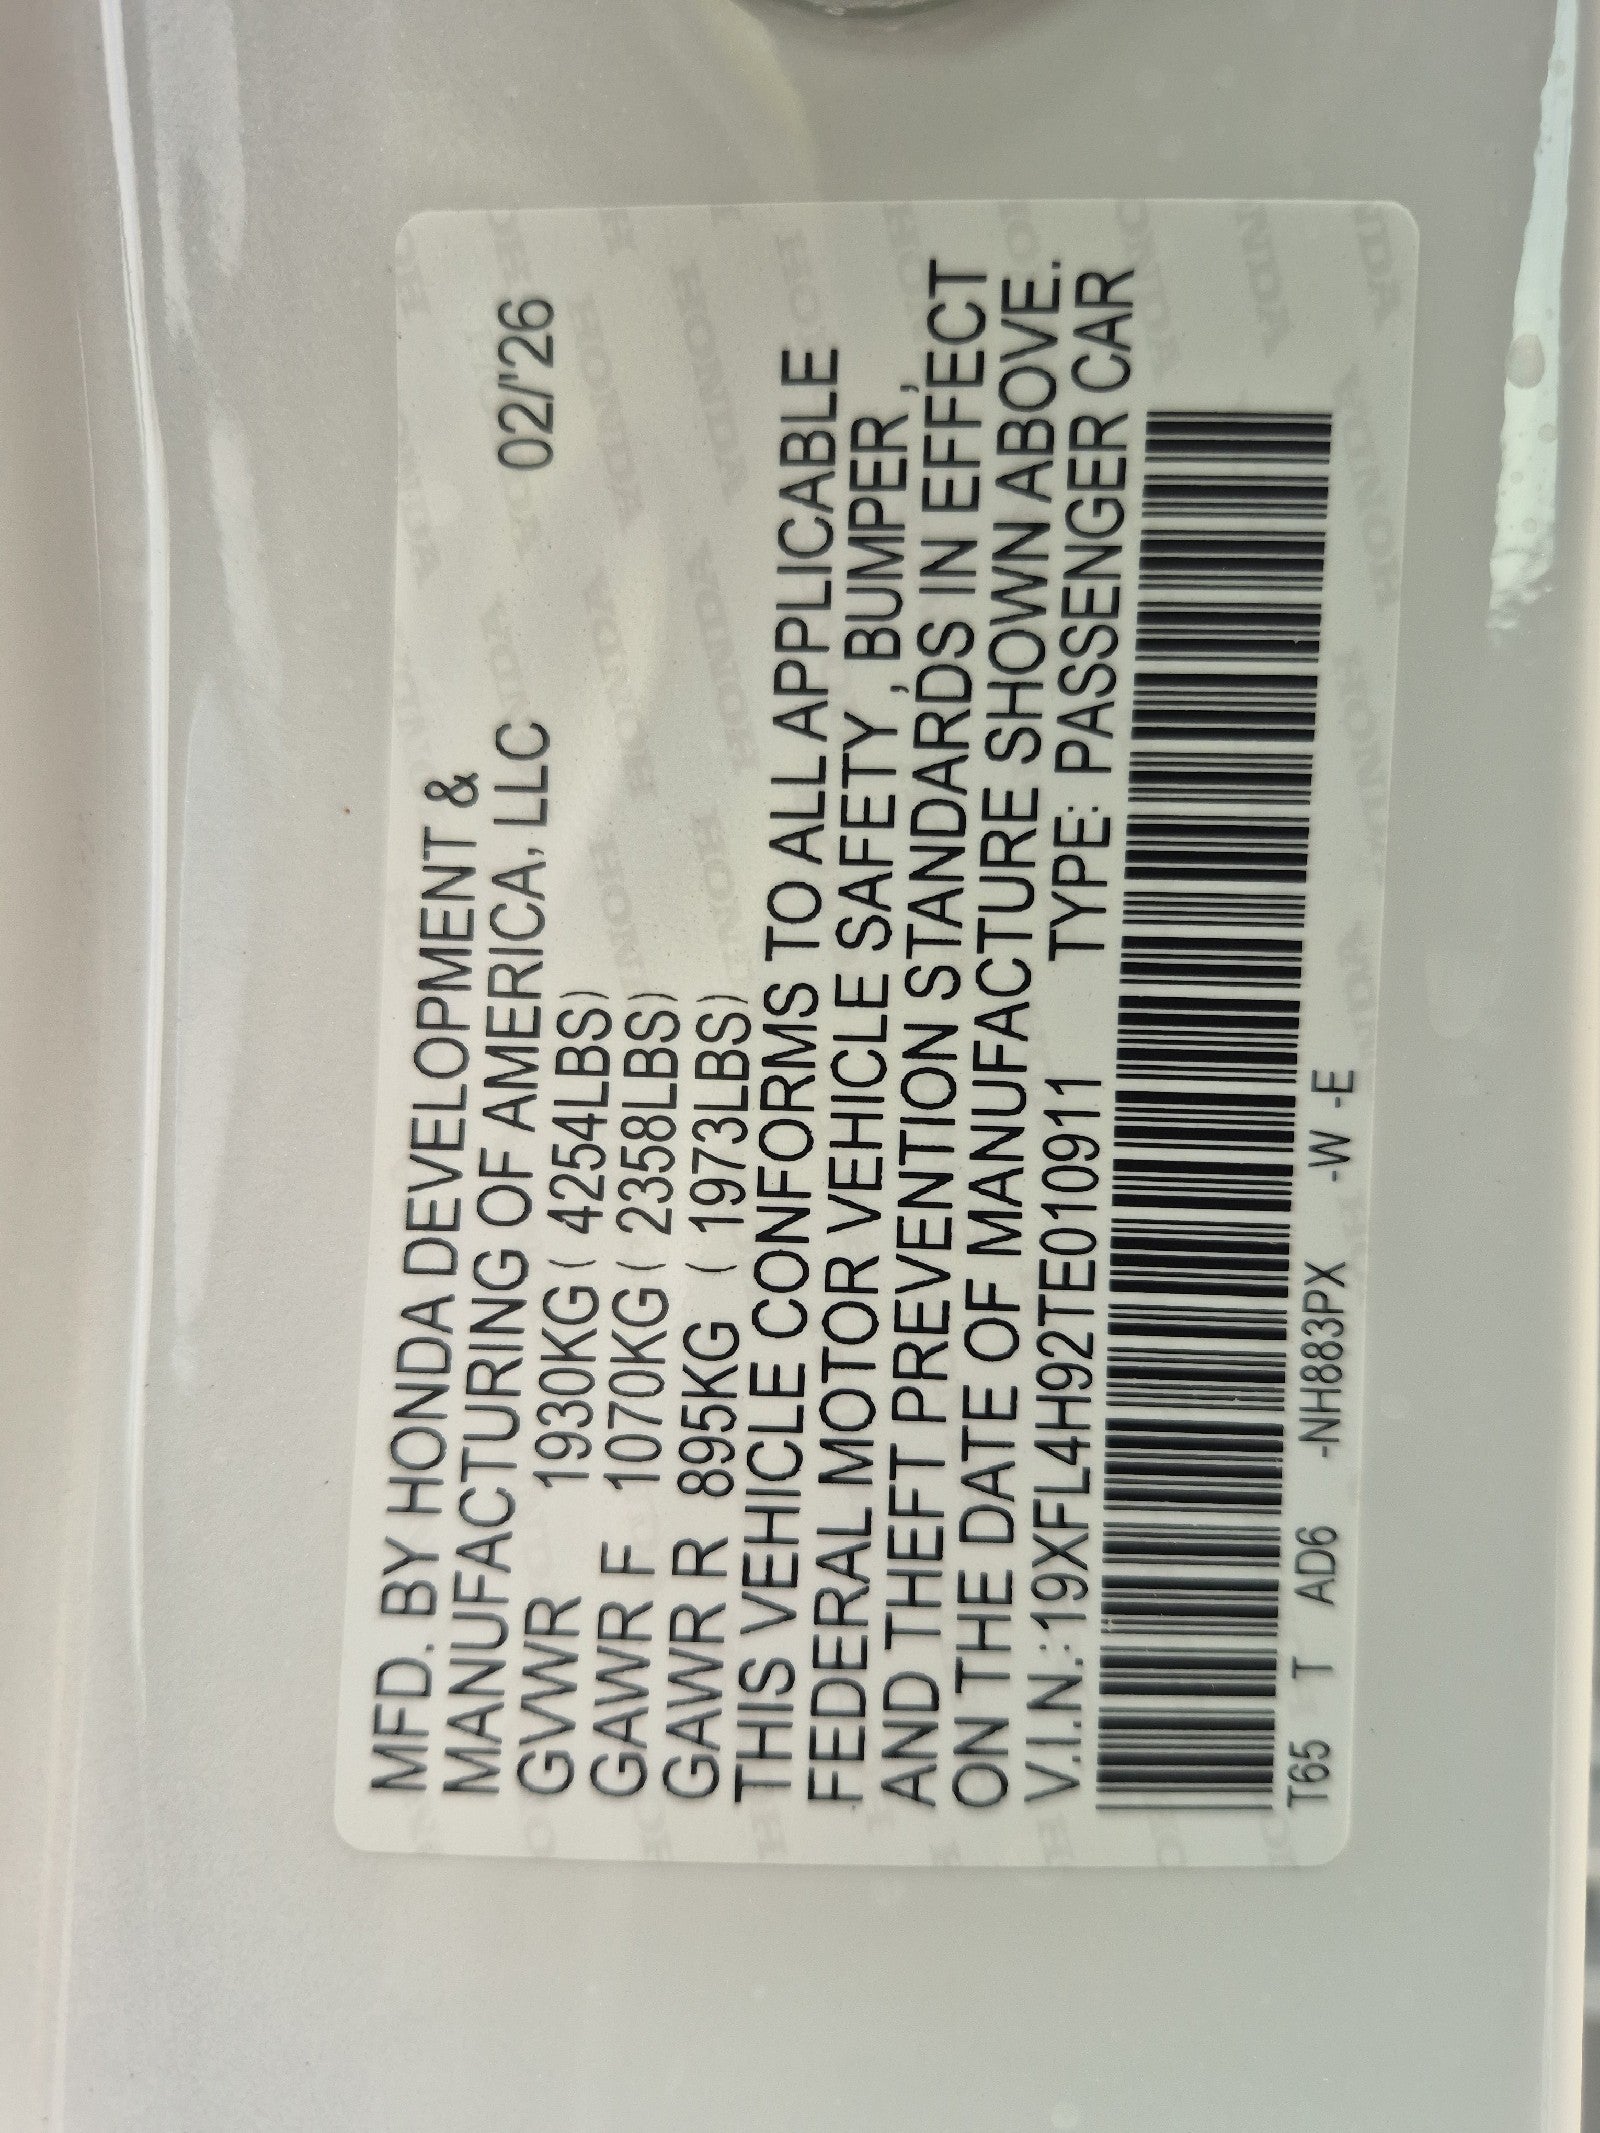 MFD. BY HONDA DEVELOPMENT &
MANUFACTURING OF AMERICA, LLC 02/'26
GVWR 1930KG ( 4254LBS)
GAWR F 1070KG ( 2358LBS)
GAWR R 895KG ( 1973LBS)
THIS VEHICLE CONFORMS TO ALL APPLICABLE
FEDERAL MOTOR VEHICLE SAFETY , BUMPER ,
AND THEFT PREVENTION STANDARDS IN EFFECT
ON THE DATE OF MANUFACTURE SHOWN ABOVE.
V.I.N.:19XFL4H92TE010911 TYPE: PASSENGER CAR
T65 T AD6 -NH883PX -W -E